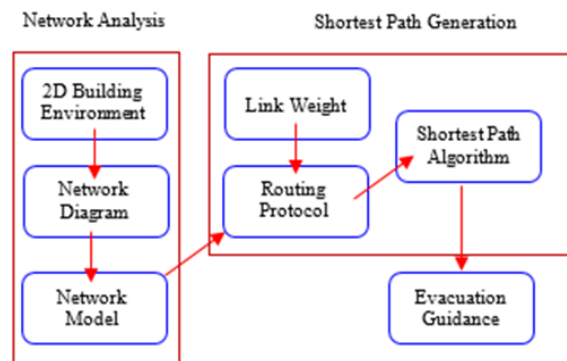 Network Analysis
Shortest Path Generation
2D Building
Environment
Network
Diagram
Network
Model
Link Weight
Routing
Protocol
Shortest Path
Algorithm
Evacuation
Guidance